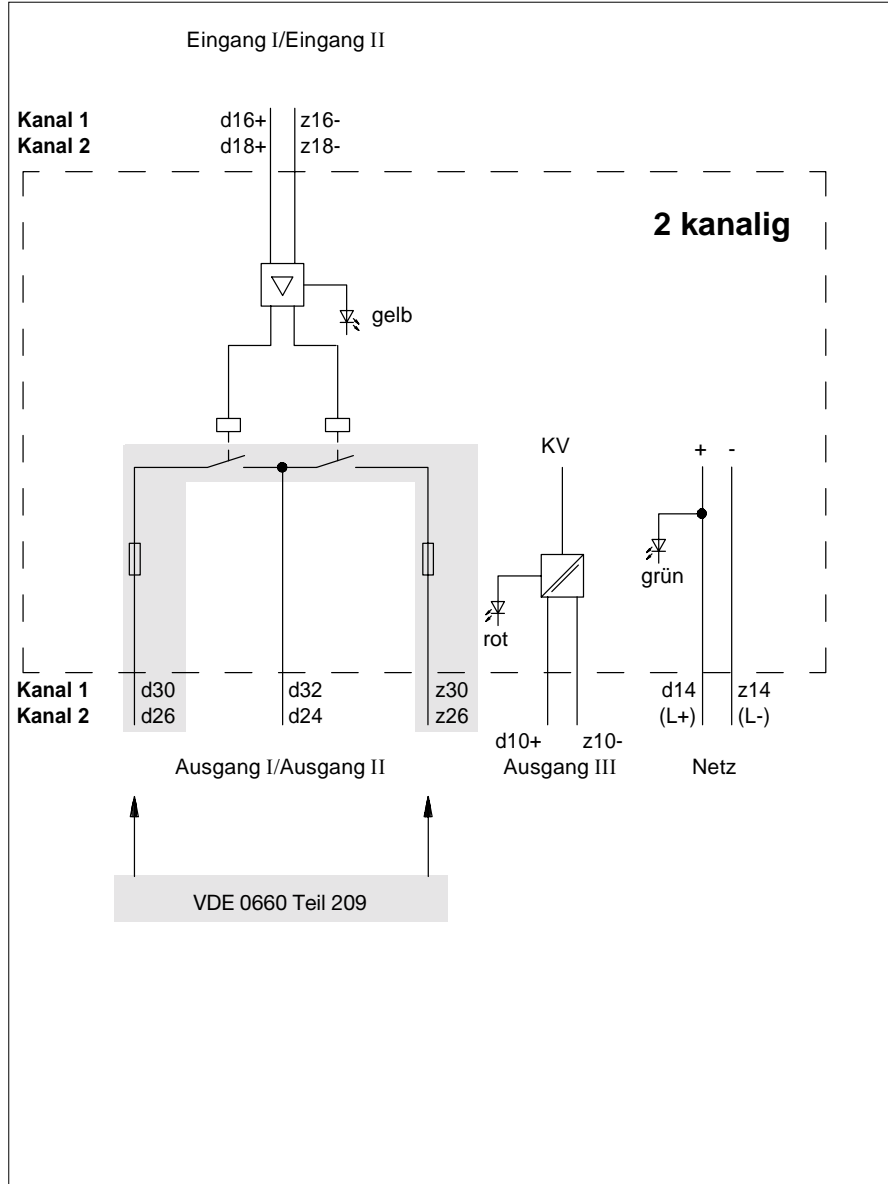 Eingang I/Eingang II
Kanal 1 d16+ z16-
Kanal 2 d18+ z18-
2 kanalig
gelb
KV + -
grün
rot
Kanal 1 d30 d32 z30 d14 z14
Kanal 2 d26 d24 z26 (L+) (L-)
d10+ z10-
Ausgang I/Ausgang II Ausgang III Netz
VDE 0660 Teil 209